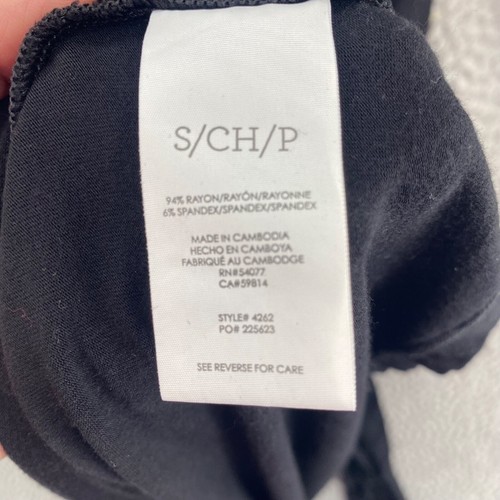 S/CH/P
94% RAYON/RAYÓN/RAYONNE
6% SPANDEX/SPANDEX/SPANDEX
MADE IN CAMBODIA
HECHO EN CAMBOYA
FABRIQUÉ AU CAMBODGE
RN#54077
CA#59814
STYLE# 4262
PO# 225623
SEE REVERSE FOR CARE